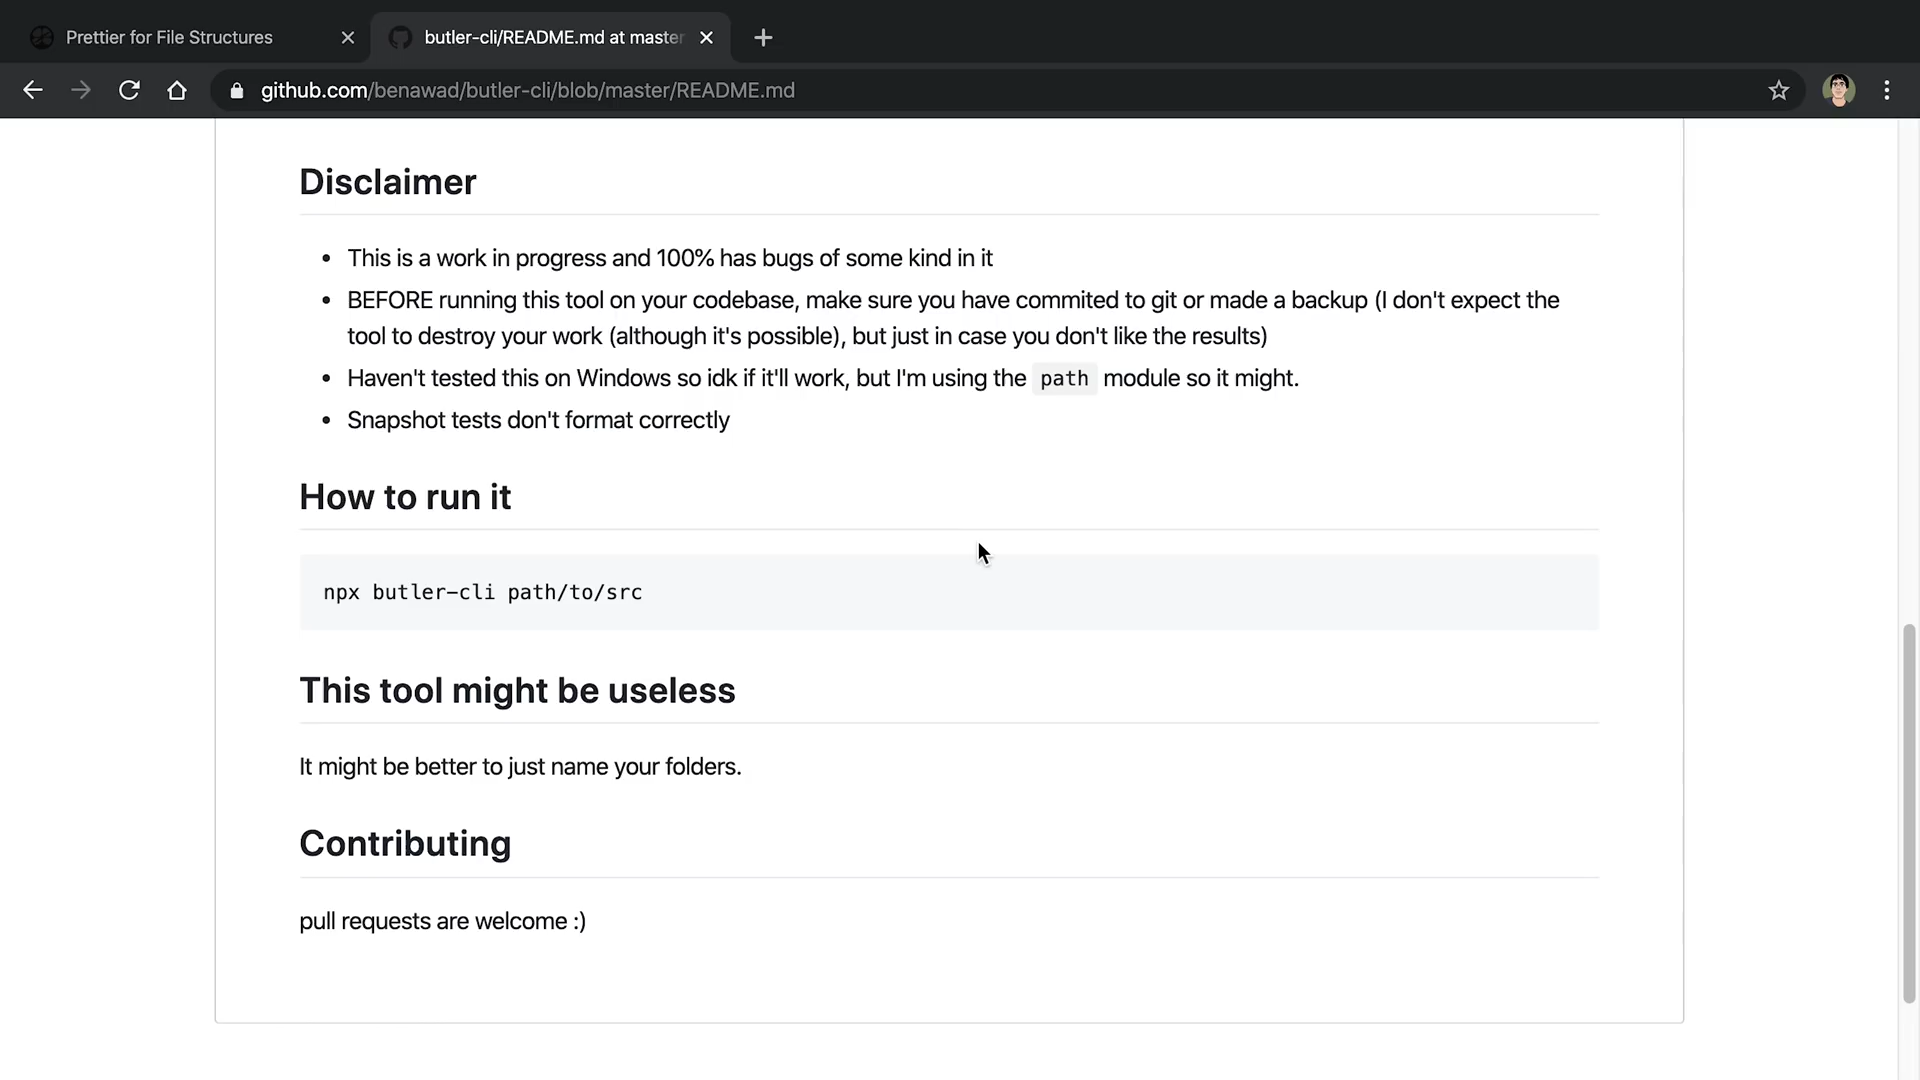 Prettier for File Structures
butler-cli/README.md at master
github.com/benawad/butler-cli/blob/master/README.md
Disclaimer
• This is a work in progress and 100% has bugs of some kind in it
• BEFORE running this tool on your codebase, make sure you have commited to git or made a backup (I don't expect the
tool to destroy your work (although it's possible), but just in case you don't like the results)
• Haven't tested this on Windows so idk if it'll work, but I'm using the path module so it might.
• Snapshot tests don't format correctly
How to run it
npx butler-cli path/to/src
This tool might be useless
It might be better to just name your folders.
Contributing
pull requests are welcome :)